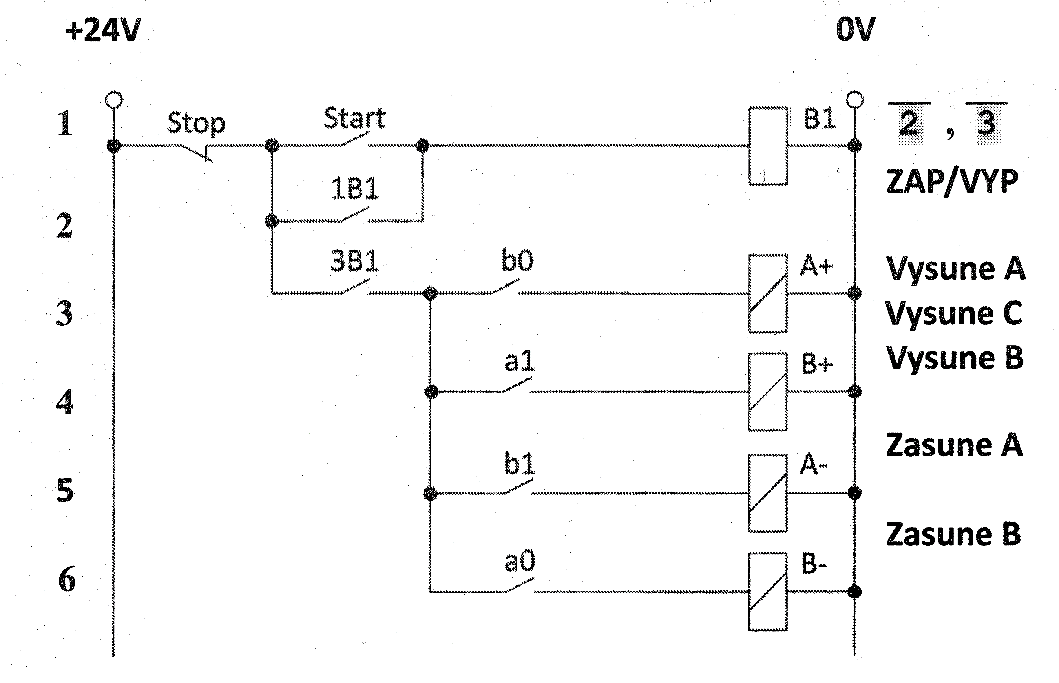 +24V 0V
1 Stop Start B1 2 , 3
1B1 ZAP/VYP
2
3B1 b0 A+ Vysune A
3 Vysune C
a1 B+ Vysune B
4
Zasune A
b1 A-
5
Zasune B
a0 B-
6